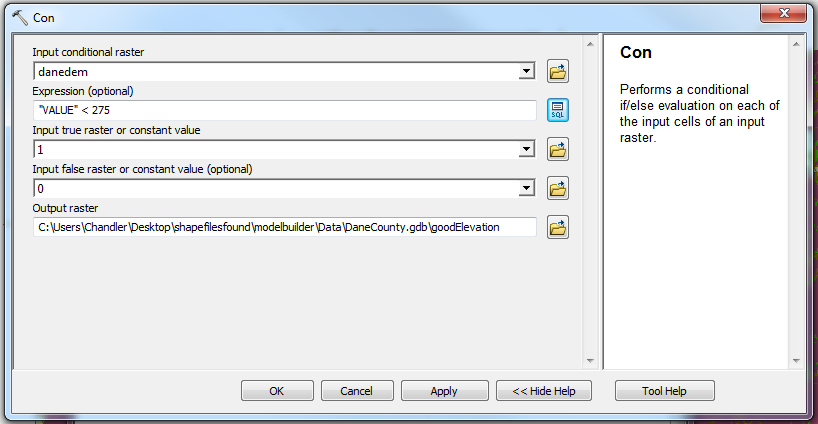 Con
Input conditional raster
danedem
Expression (optional)
"VALUE" < 275
SQL
Input true raster or constant value
1
Input false raster or constant value (optional)
0
Output raster
C:\Users\Chandler\Desktop\shapefilesfound\modelbuilder\Data\DaneCounty.gdb\goodElevation
Con
Performs a conditional
if/else evaluation on each of
the input cells of an input
raster.
OK
Cancel
Apply
<< Hide Help
Tool Help